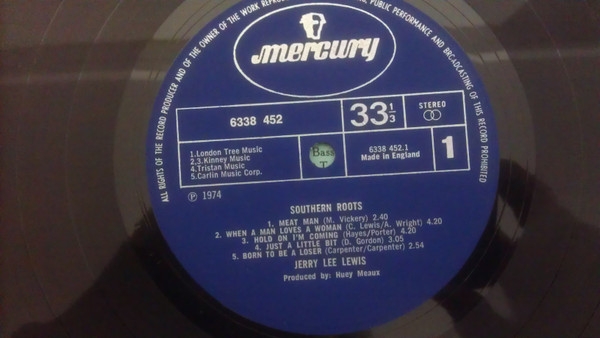 ALL RIGHTS OF THE RECORD PRODUCER AND OF THE OWNER OF THE WORK PUBLIC PERFORMANCE AND BROADCASTING OF THIS RECORD PROHIBITED
mercury
6338 452
33 1/3
STEREO
1.London Tree Music
2,3.Kinney Music
4.Tristan Music
5.Carlin Music Corp.
Bass
T
6338 452.1
Made in England
1
Ⓟ 1974
SOUTHERN ROOTS
1. MEAT MAN (M. Vickery) 2.40
2. WHEN A MAN LOVES A WOMAN (C. Lewis/A. Wright) 4.20
3. HOLD ON I'M COMING (Hayes/Porter) 4.20
4. JUST A LITTLE BIT (D. Gordon) 3.05
5. BORN TO BE A LOSER (Carpenter/Carpenter) 2.54
JERRY LEE LEWIS
Produced by: Huey Meaux